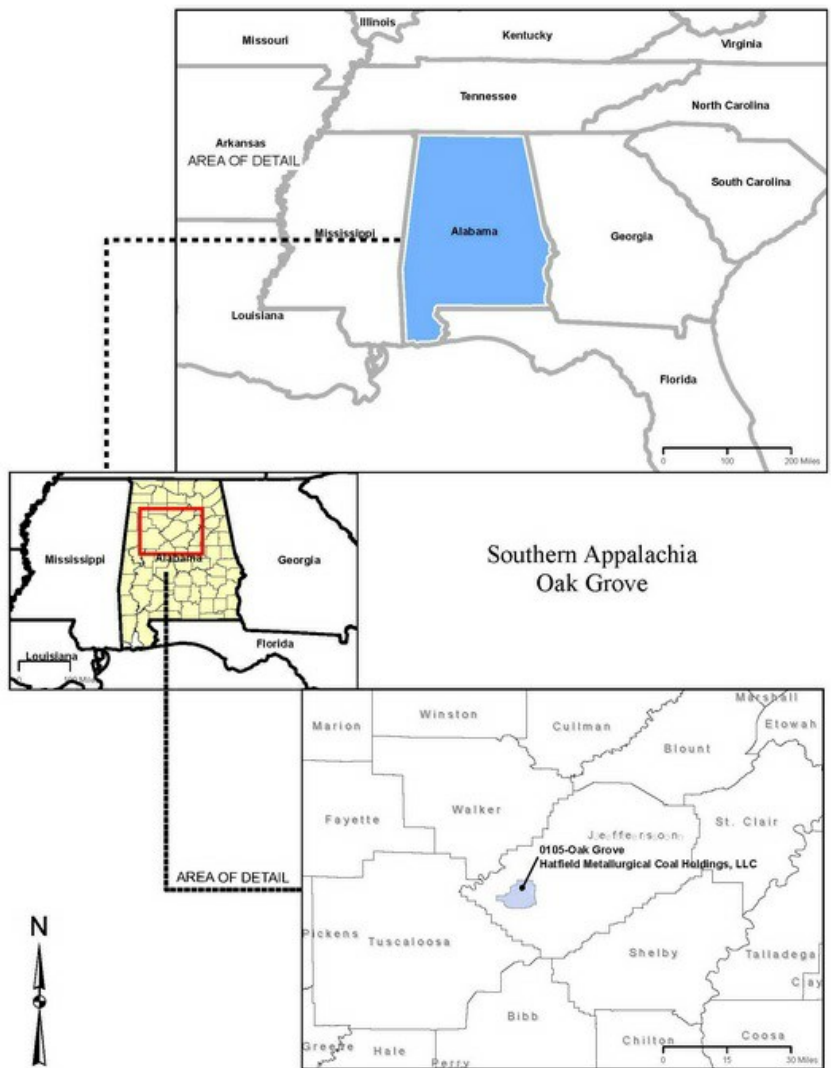 Illinois
Missouri
Kentucky
Virginia
Tennessee
North Carolina
Arkansas
AREA OF DETAIL
South Carolina
Mississippi
Alabama
Georgia
Louisiana
Florida
0 100 200 Miles
Mississippi
Alabama
Georgia
Louisiana
Florida
Southern Appalachia
Oak Grove
AREA OF DETAIL
N
Marion
Winston
Cullman
Marshall
Etowah
Blount
Fayette
Walker
Jefferson
St. Clair
0105-Oak Grove
Hatfield Metallurgical Coal Holdings, LLC
Pickens
Tuscaloosa
Shelby
Talladega
Clay
Bibb
Greene
Hale
Perry
Chilton
Coosa
0 15 30 Miles